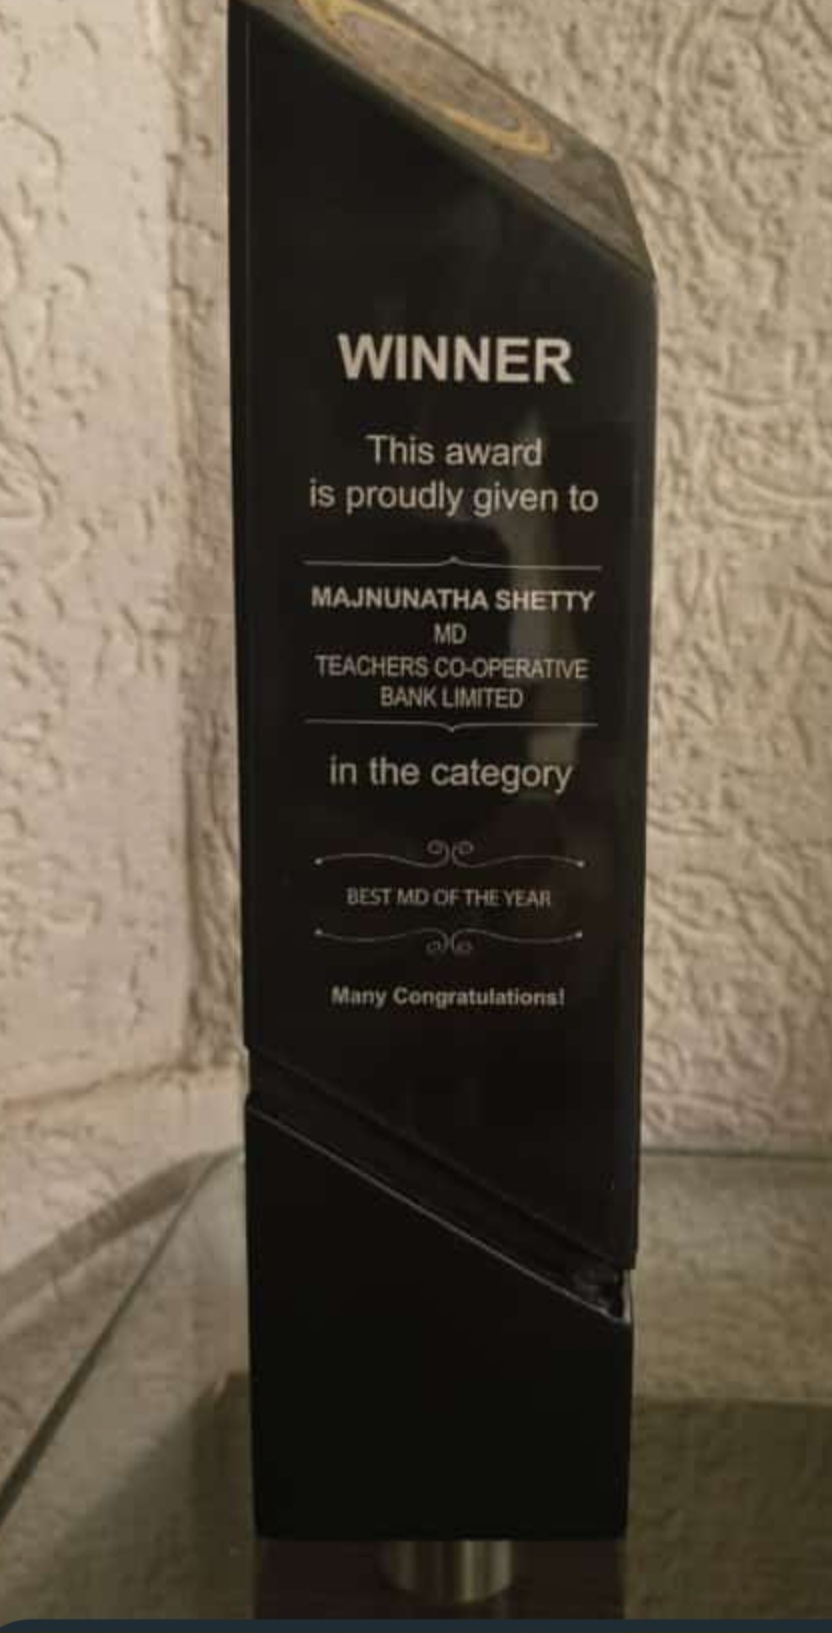 WINNER
This award
is proudly given to
MAJNUNATHA SHETTY
MD
TEACHERS CO-OPERATIVE
BANK LIMITED
in the category
BEST MD OF THE YEAR
Many Congratulations!